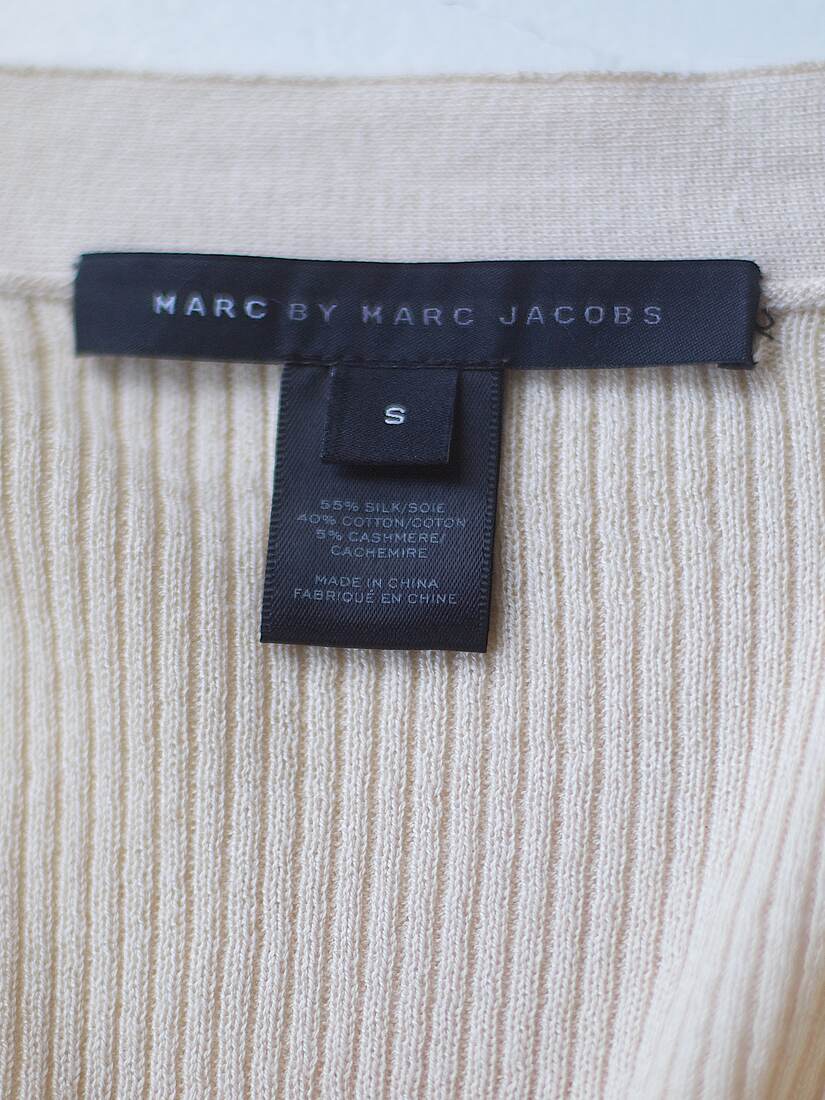 MARC BY MARC JACOBS
S
55% SILK/SOIE
40% COTTON/COTON
5% CASHMERE/
CACHEMIRE
MADE IN CHINA
FABRIQUÉ EN CHINE